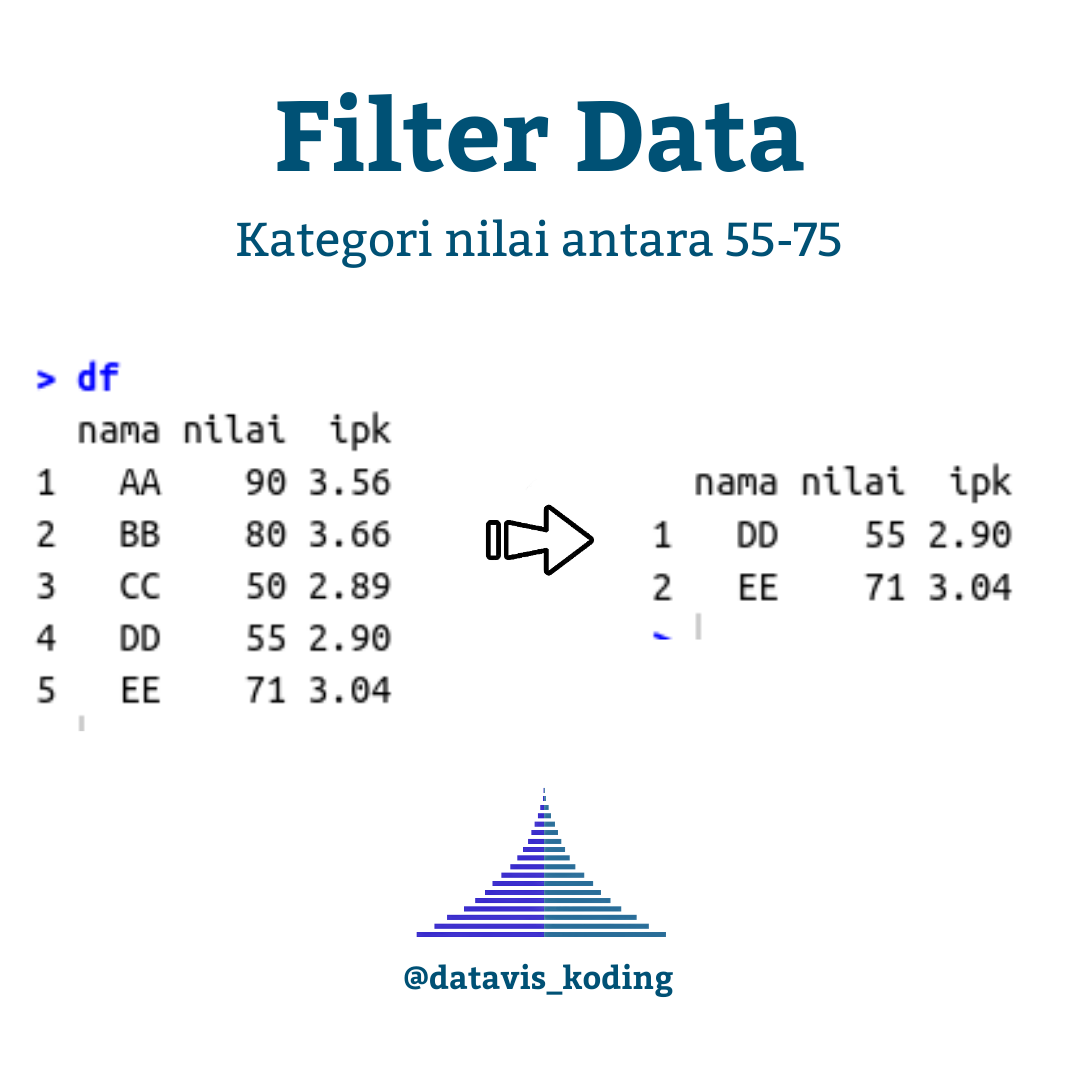 Filter Data
Kategori nilai antara 55-75
> df
nama nilai ipk
1 AA 90 3.56
2 BB 80 3.66
3 CC 50 2.89
4 DD 55 2.90
5 EE 71 3.04
nama nilai ipk
1 DD 55 2.90
2 EE 71 3.04
@datavis_koding